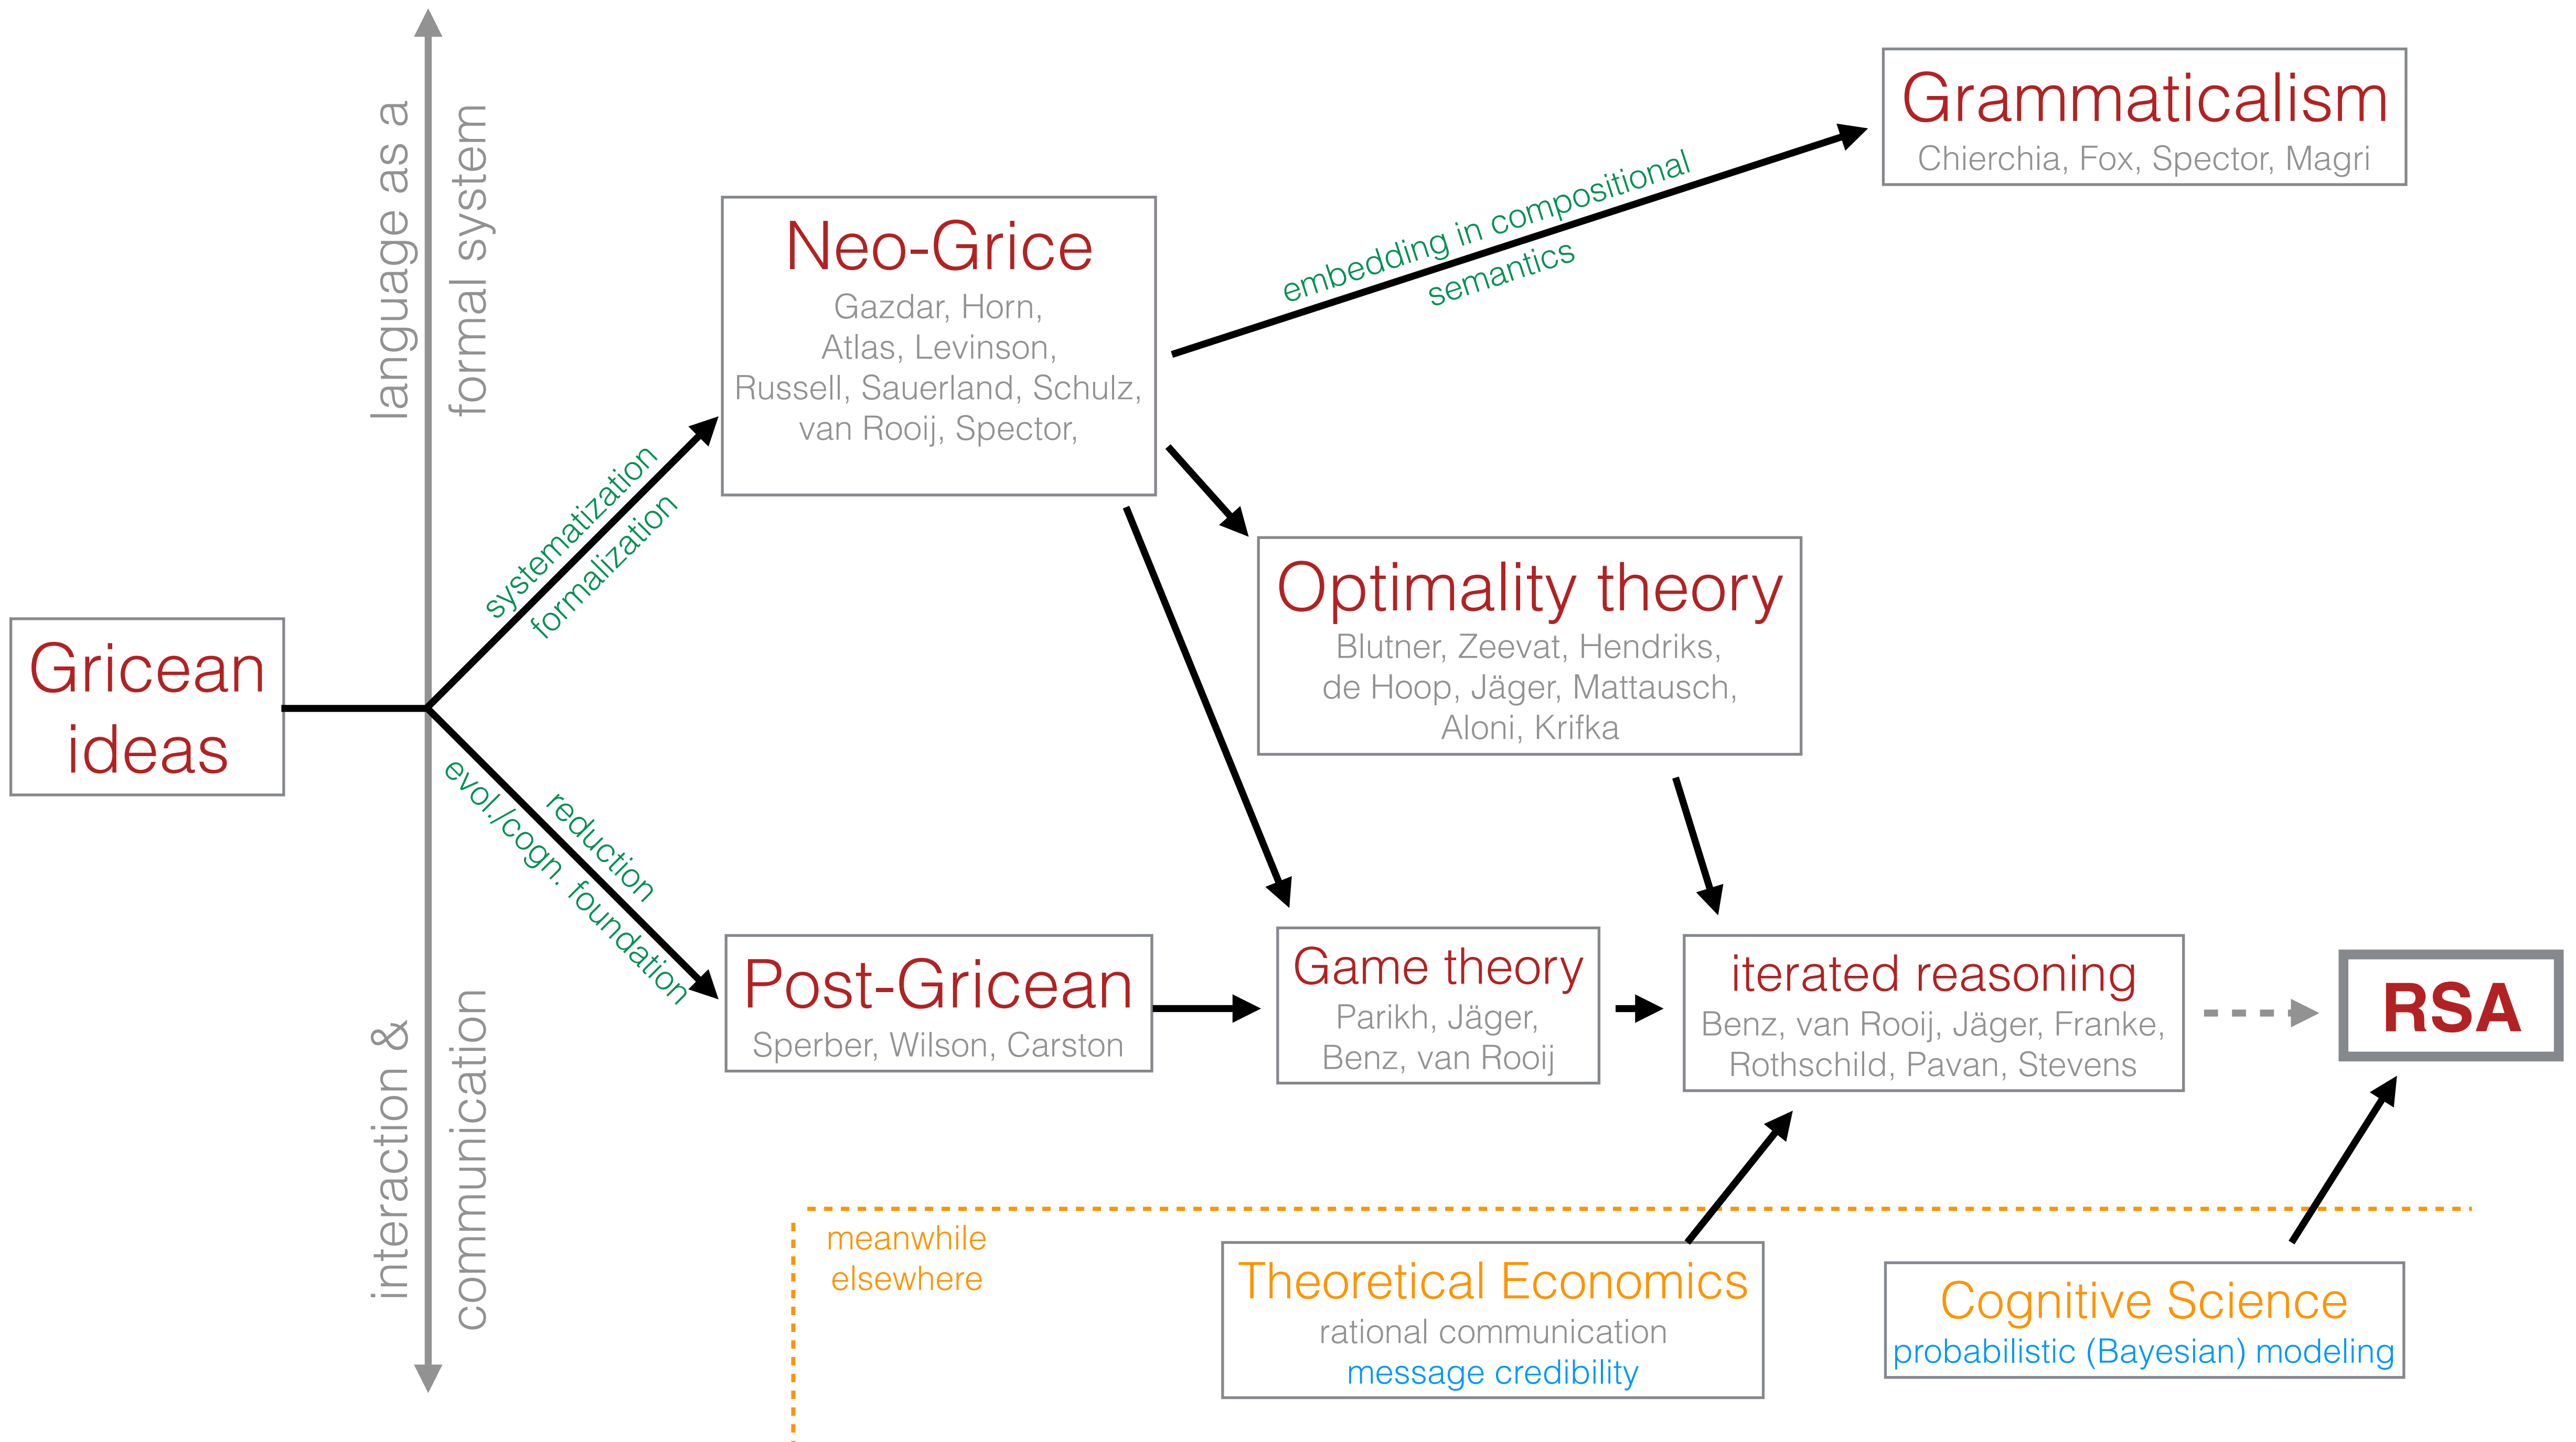 language as a
formal system
interaction &
communication
Gricean
ideas
systematization
formalization
reduction
evol./cogn. foundation
Neo-Grice
Gazdar, Horn,
Atlas, Levinson,
Russell, Sauerland, Schulz,
van Rooij, Spector,
embedding in compositional
semantics
Grammaticalism
Chierchia, Fox, Spector, Magri
Optimality theory
Blutner, Zeevat, Hendriks,
de Hoop, Jäger, Mattausch,
Aloni, Krifka
Post-Gricean
Sperber, Wilson, Carston
Game theory
Parikh, Jäger,
Benz, van Rooij
iterated reasoning
Benz, van Rooij, Jäger, Franke,
Rothschild, Pavan, Stevens
RSA
meanwhile
elsewhere
Theoretical Economics
rational communication
message credibility
Cognitive Science
probabilistic (Bayesian) modeling